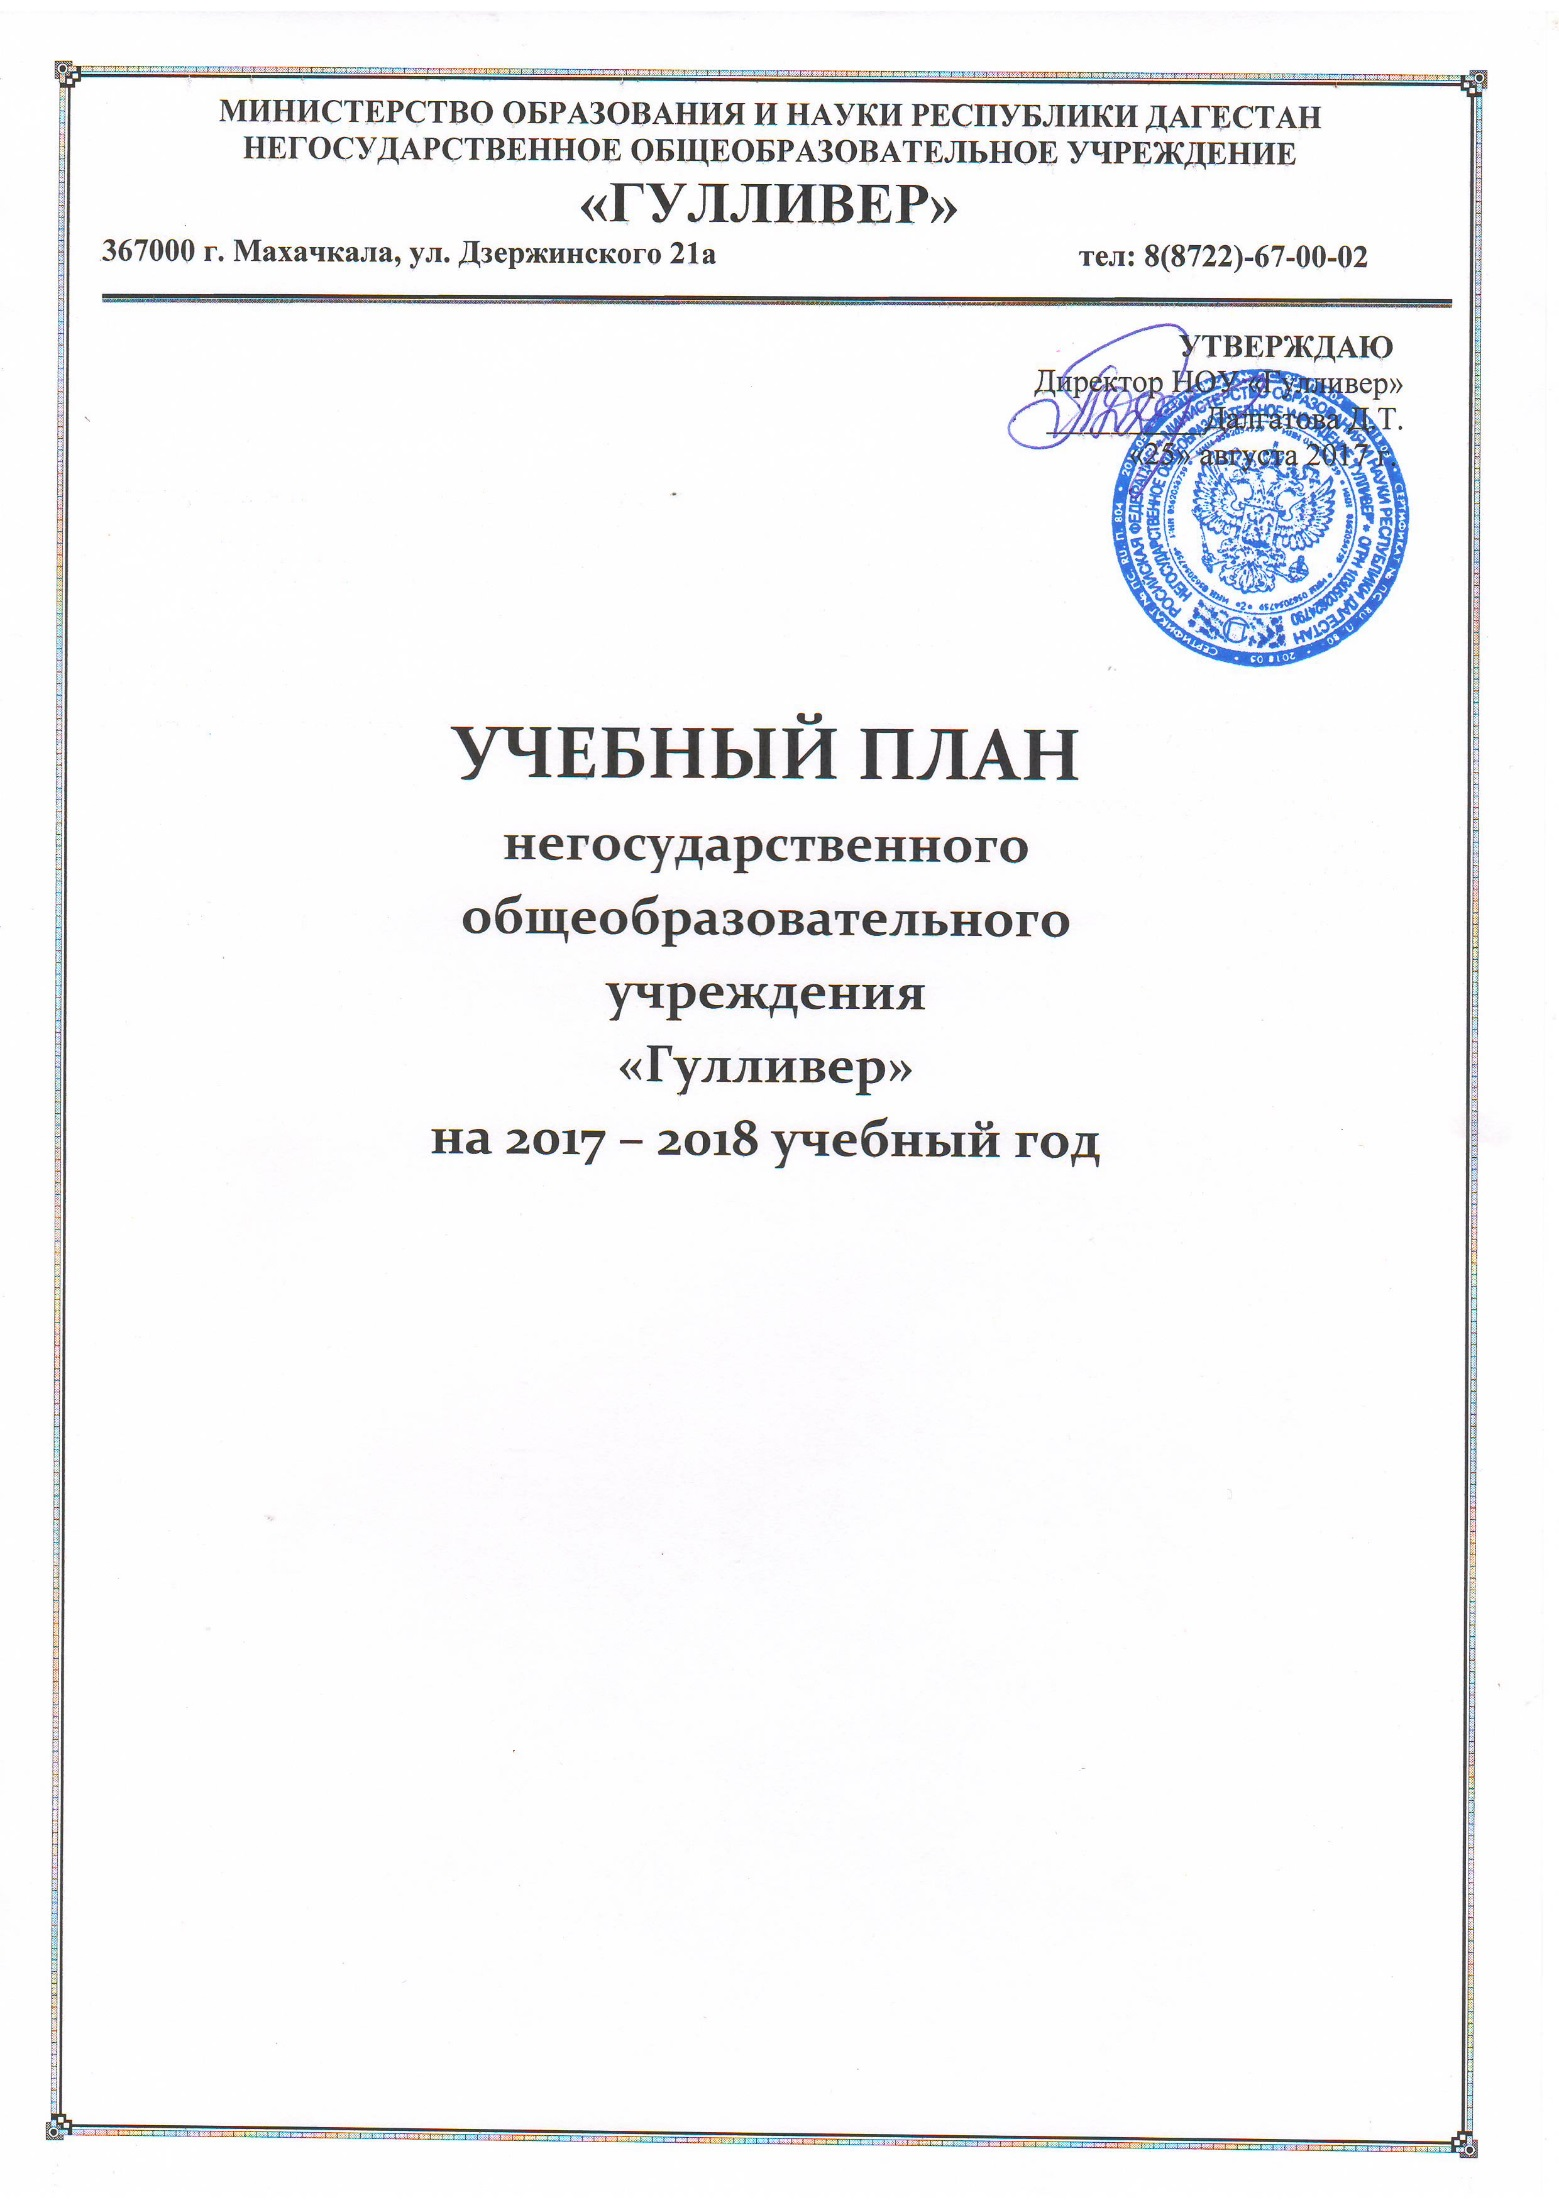 МИНИСТЕРСТВО ОБРАЗОВАНИЯ И НАУКИ РЕСПУБЛИКИ ДАГЕСТАН
НЕГОСУДАРСТВЕННОЕ ОБЩЕОБРАЗОВАТЕЛЬНОЕ УЧРЕЖДЕНИЕ
«ГУЛЛИВЕР»
367000 г. Махачкала, ул. Дзержинского 21а тел: 8(8722)-67-00-02
УТВЕРЖДАЮ
Директор НОУ «Гулливер»
Далгатова Д.Т.
«25» августа 2017 г.
УЧЕБНЫЙ ПЛАН
негосударственного
общеобразовательного
учреждения
«Гулливер»
на 2017 – 2018 учебный год